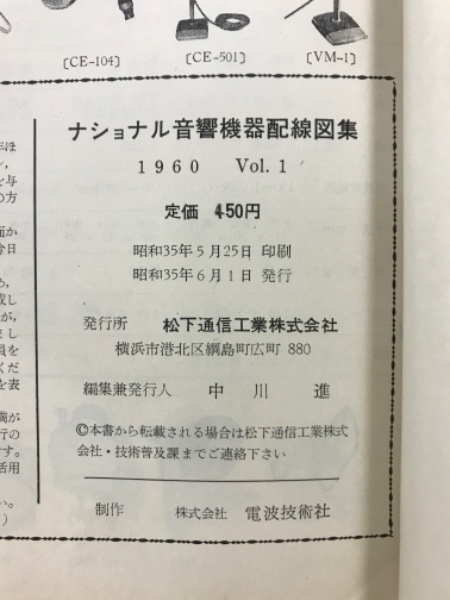 [CE-104] [CE-501] [VM-1]
ナショナル音響機器配線図集
1960 Vol.1
定価 450円
昭和35年5月25日 印刷
昭和35年6月1日 発行
発行所 松下通信工業株式会社
横浜市港北区綱島町広町 880
編集兼発行人 中川 進
©本書から転載される場合は松下通信工業株式
会社・技術普及課までご連絡下さい
制作 株式会社 電波技術社